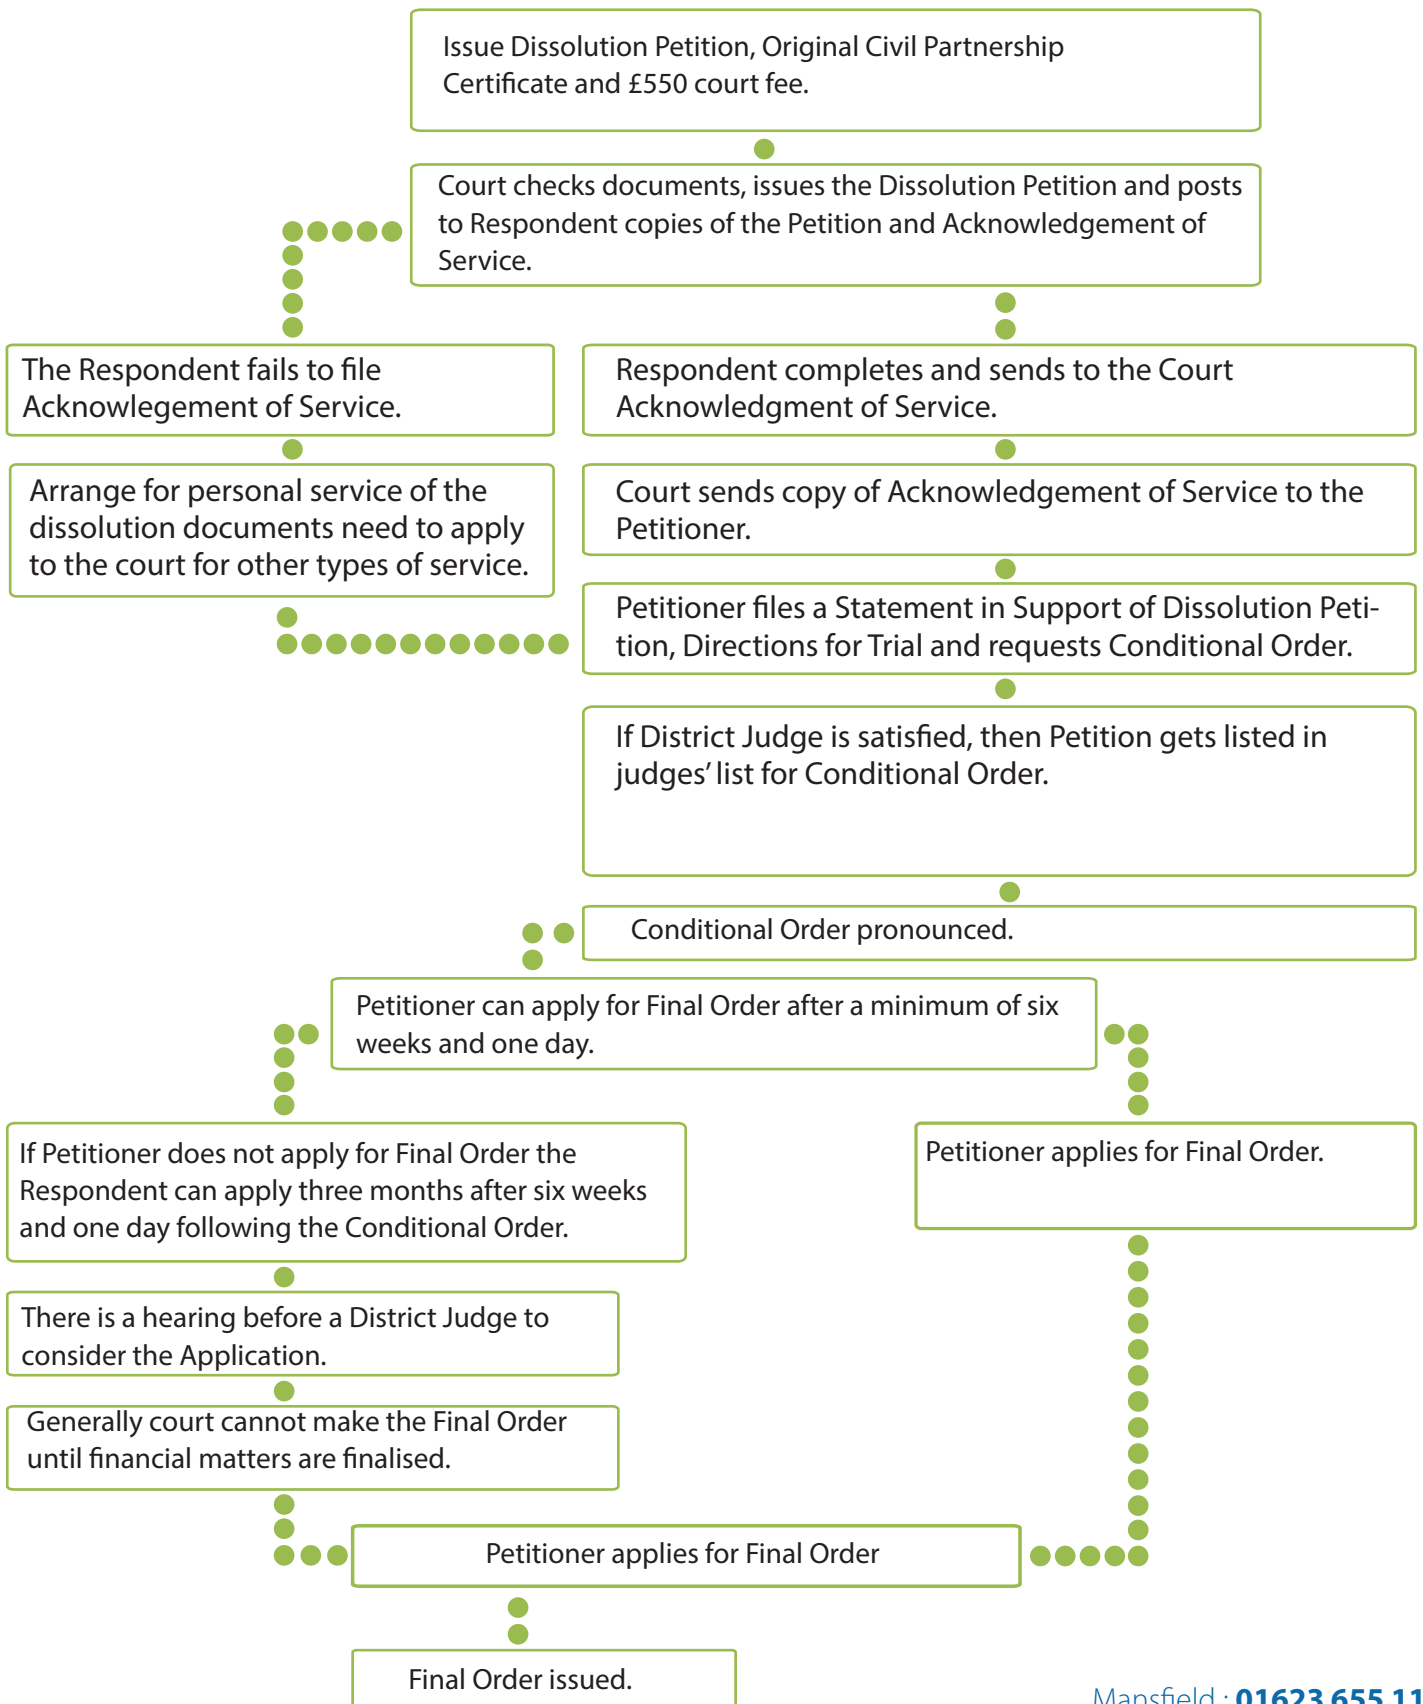 Issue Dissolution Petition, Original Civil Partnership
Certificate and £550 court fee.
Court checks documents, issues the Dissolution Petition and posts
to Respondent copies of the Petition and Acknowledgement of
Service.
The Respondent fails to file
Acknowlegement of Service.
Respondent completes and sends to the Court
Acknowledgment of Service.
Arrange for personal service of the
dissolution documents need to apply
to the court for other types of service.
Court sends copy of Acknowledgement of Service to the
Petitioner.
Petitioner files a Statement in Support of Dissolution Peti-
tion, Directions for Trial and requests Conditional Order.
If District Judge is satisfied, then Petition gets listed in
judges’ list for Conditional Order.
Conditional Order pronounced.
Petitioner can apply for Final Order after a minimum of six
weeks and one day.
If Petitioner does not apply for Final Order the
Respondent can apply three months after six weeks
and one day following the Conditional Order.
Petitioner applies for Final Order.
There is a hearing before a District Judge to
consider the Application.
Generally court cannot make the Final Order
until financial matters are finalised.
Petitioner applies for Final Order
Final Order issued.
Mansfield : 01623 655 11